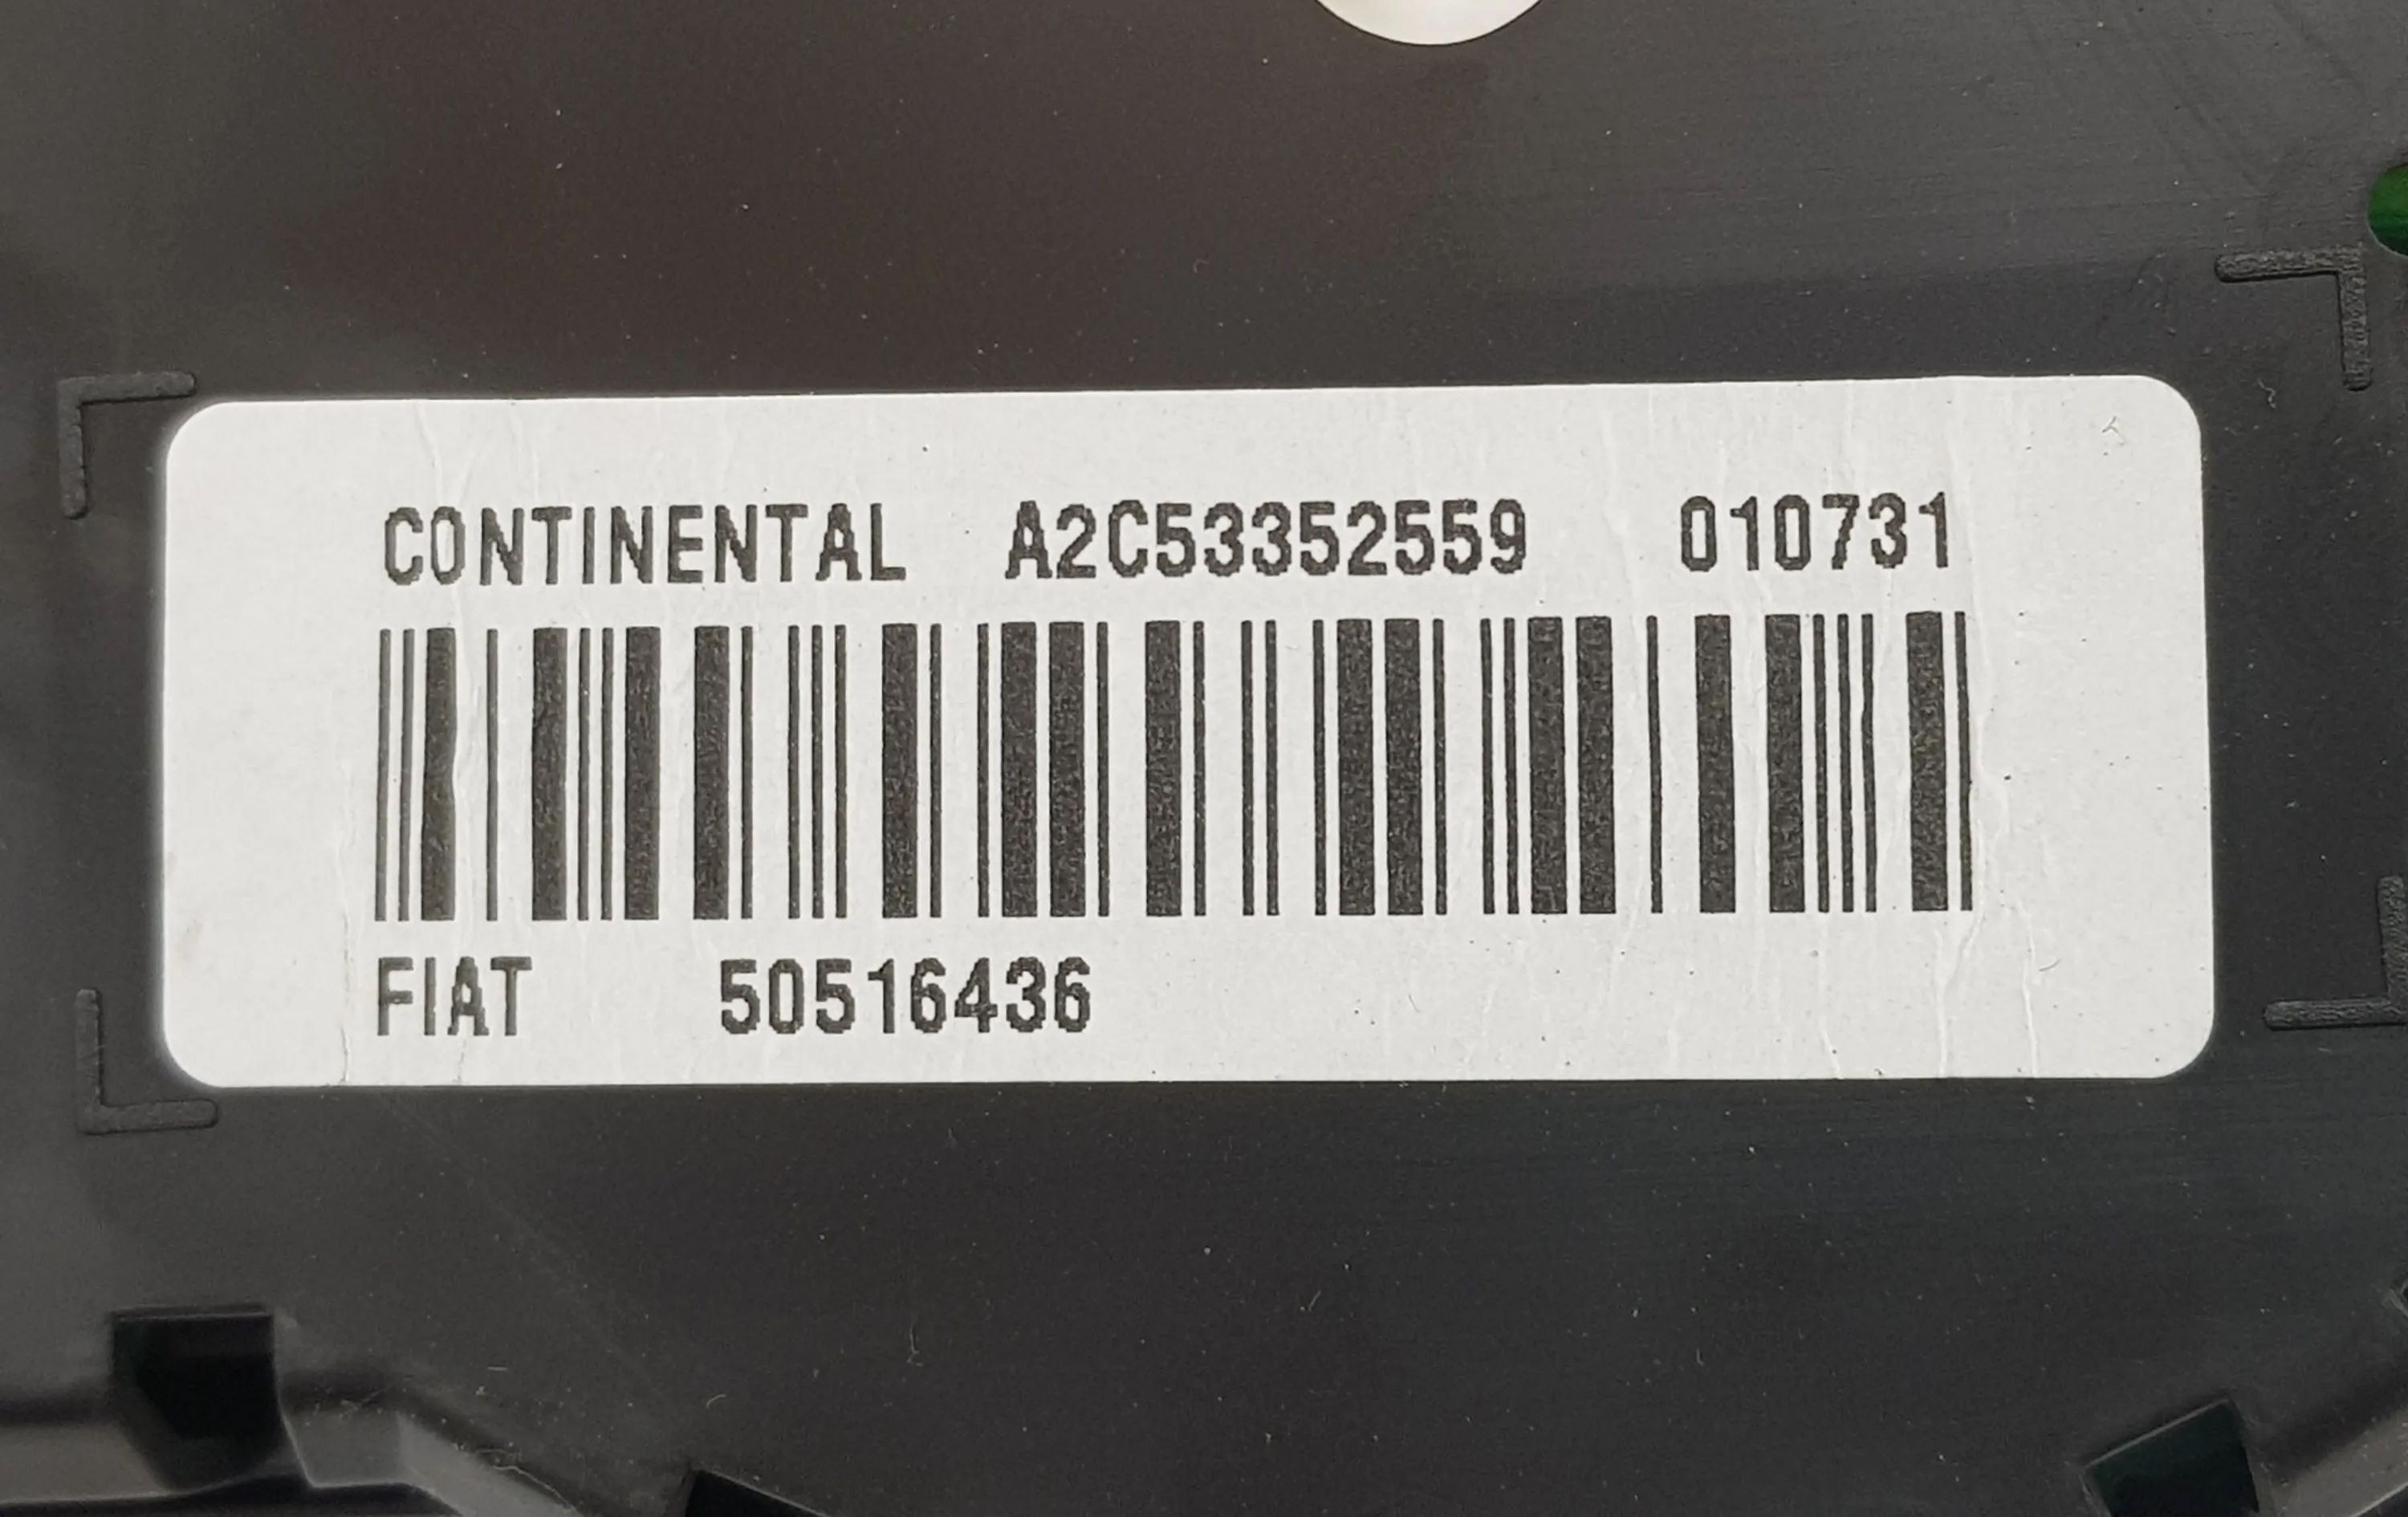 CONTINENTAL A2C53352559 010731
FIAT 50516436